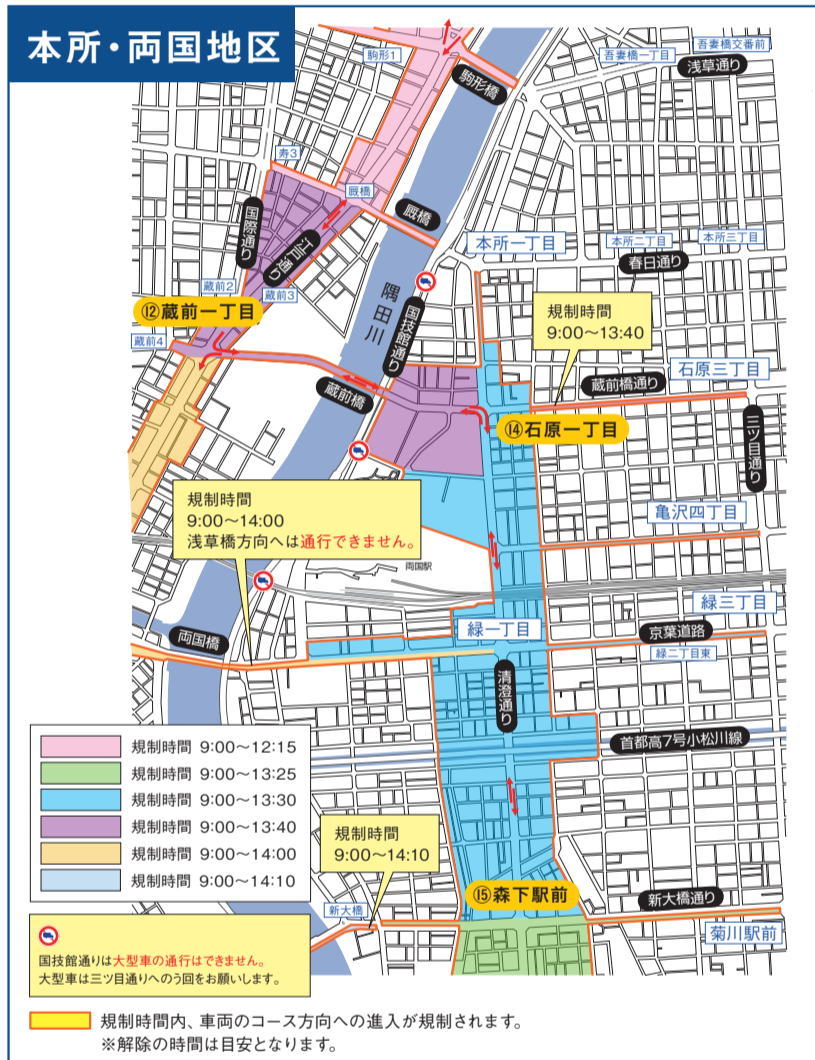 本所・両国地区
駒形1
吾妻橋一丁目
吾妻橋交番前
浅草通り
駒形橋
寿3
厩橋
厩橋
国際通り
江戸通り
本所一丁目
本所二丁目
本所三丁目
春日通り
蔵前2
蔵前3
⑫蔵前一丁目
蔵前4
隅田川
国技館通り
規制時間
9:00〜13:40
石原三丁目
蔵前橋通り
蔵前橋
⑭石原一丁目
三ツ目通り
規制時間
9:00〜14:00
浅草橋方向へは通行できません。
亀沢四丁目
両国駅
緑三丁目
緑一丁目
京葉道路
両国橋
緑二丁目東
清澄通り
首都高7号小松川線
規制時間 9:00〜12:15
規制時間 9:00〜13:25
規制時間 9:00〜13:30
規制時間 9:00〜13:40
規制時間 9:00〜14:00
規制時間 9:00〜14:10
規制時間
9:00〜14:10
⑮森下駅前
新大橋
新大橋通り
菊川駅前
国技館通りは大型車の通行はできません。
大型車は三ツ目通りへのう回をお願いします。
規制時間内、車両のコース方向への進入が規制されます。
※解除の時間は目安となります。